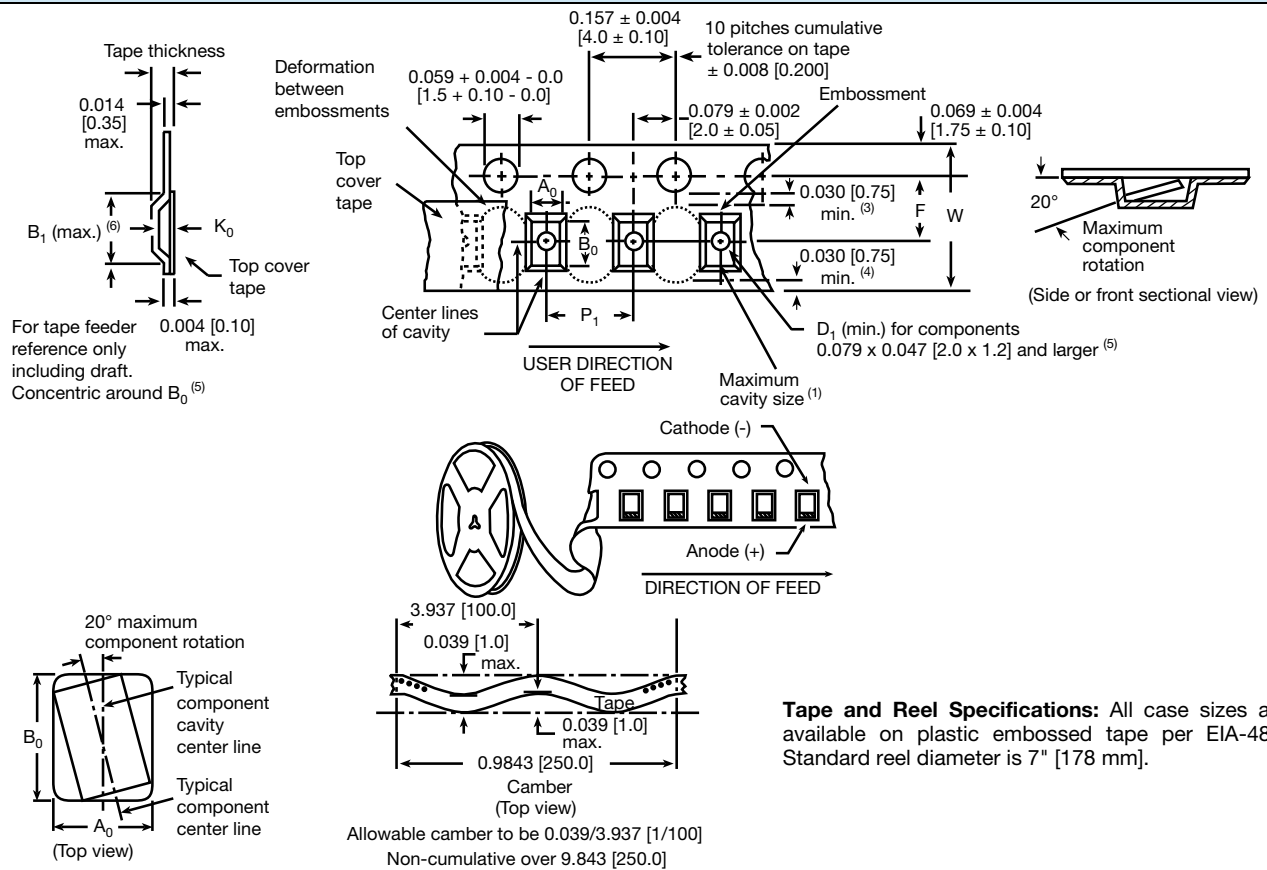 Tape thickness
0.014
[0.35]
max.
B1 (max.) (6)
K0
Top cover
tape
For tape feeder
reference only
including draft.
Concentric around B0 (5)
0.004 [0.10]
max.
Deformation
between
embossments
Top
cover
tape
0.059 + 0.004 - 0.0
[1.5 + 0.10 - 0.0]
0.157 ± 0.004
[4.0 ± 0.10]
10 pitches cumulative
tolerance on tape
± 0.008 [0.200]
0.079 ± 0.002
[2.0 ± 0.05]
Embossment
0.069 ± 0.004
[1.75 ± 0.10]
A0
B0
0.030 [0.75]
min. (3)
F
W
0.030 [0.75]
min. (4)
Center lines
of cavity
P1
USER DIRECTION
OF FEED
D1 (min.) for components
0.079 x 0.047 [2.0 x 1.2] and larger (5)
Maximum
cavity size (1)
20°
Maximum
component
rotation
(Side or front sectional view)
Cathode (-)
Anode (+)
DIRECTION OF FEED
20° maximum
component rotation
Typical
component
cavity
center line
B0
Typical
component
center line
A0
(Top view)
3.937 [100.0]
0.039 [1.0]
max.
Tape
0.039 [1.0]
max.
0.9843 [250.0]
Camber
(Top view)
Allowable camber to be 0.039/3.937 [1/100]
Non-cumulative over 9.843 [250.0]
Tape and Reel Specifications: All case sizes a
available on plastic embossed tape per EIA-48
Standard reel diameter is 7" [178 mm].